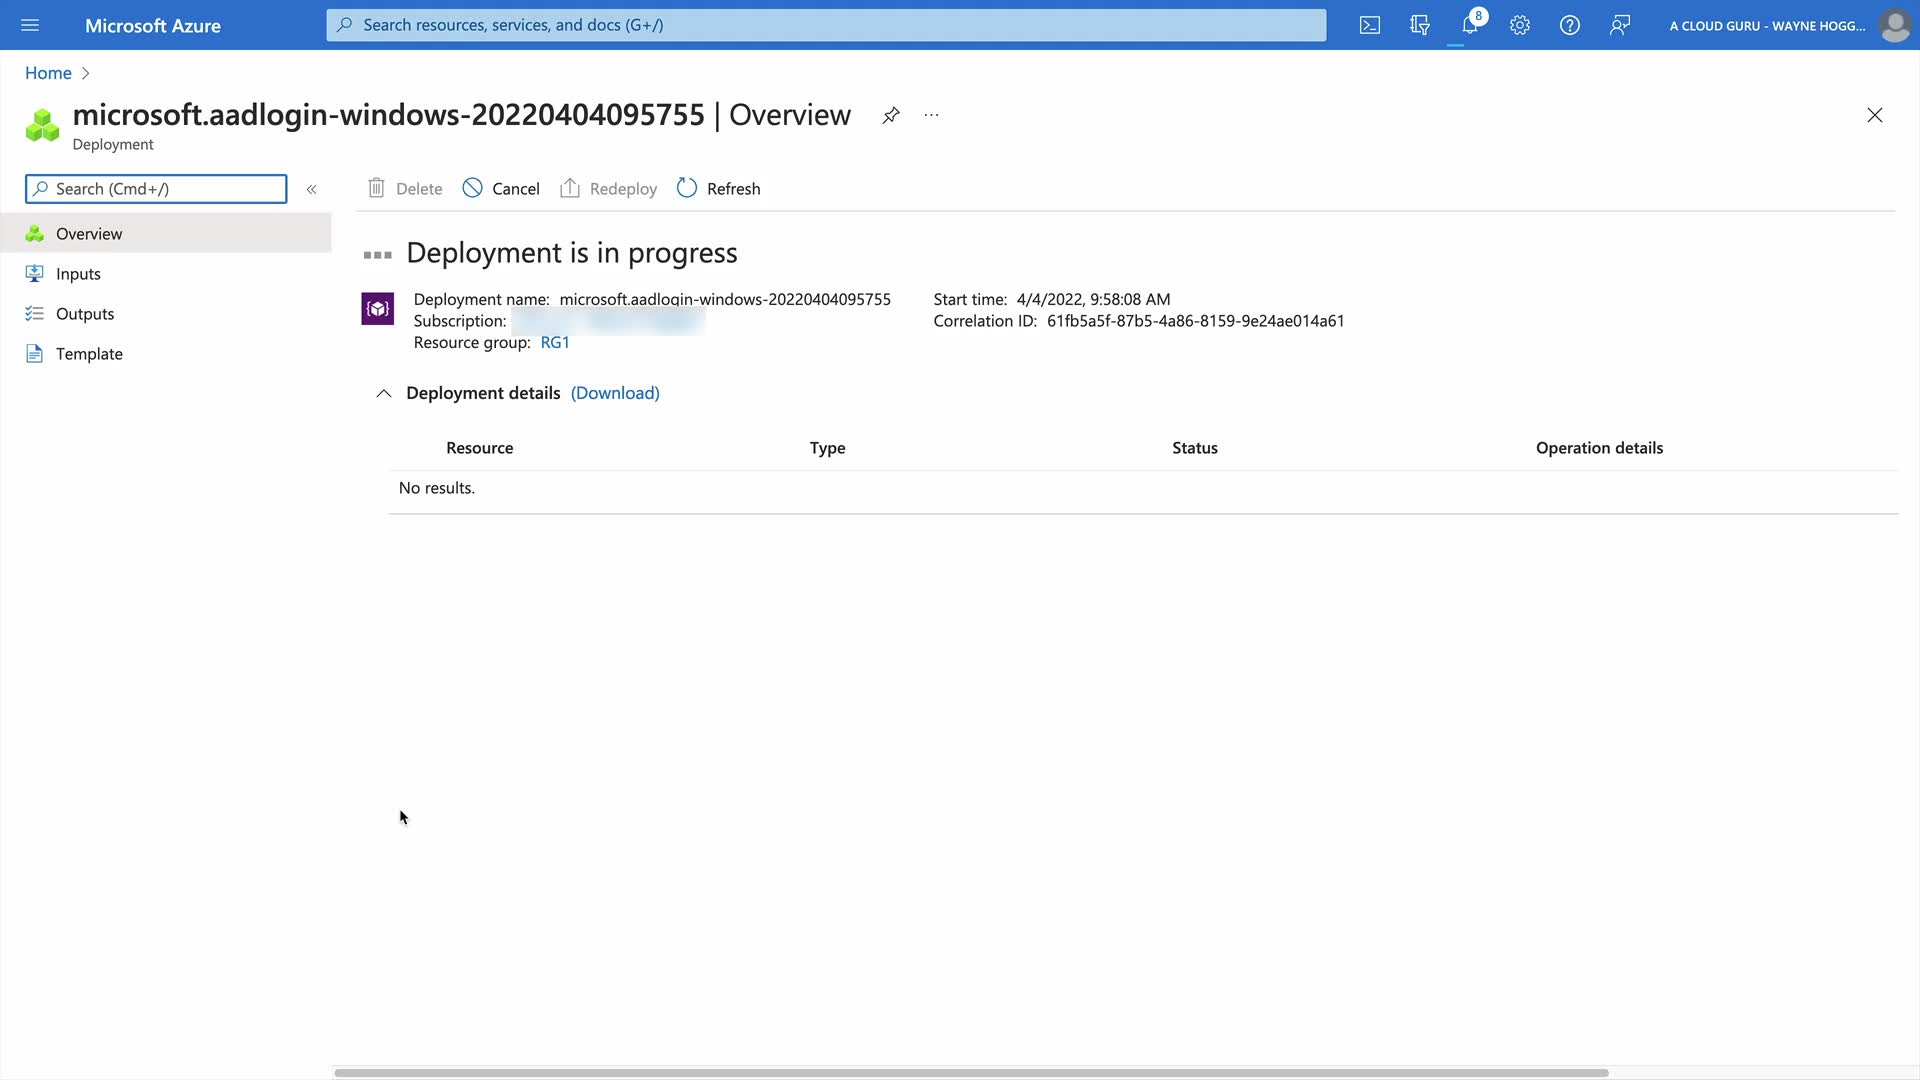 Microsoft Azure
Search resources, services, and docs (G+/)
8
A CLOUD GURU - WAYNE HOGG...
Home
microsoft.aadlogin-windows-20220404095755 | Overview
...
Deployment
Search (Cmd+/)
«
Delete
Cancel
Redeploy
Refresh
Overview
Inputs
Outputs
Template
Deployment is in progress
Deployment name: microsoft.aadlogin-windows-20220404095755
Subscription:
Resource group: RG1
Start time: 4/4/2022, 9:58:08 AM
Correlation ID: 61fb5a5f-87b5-4a86-8159-9e24ae014a61
Deployment details (Download)
Resource Type Status Operation details
No results.